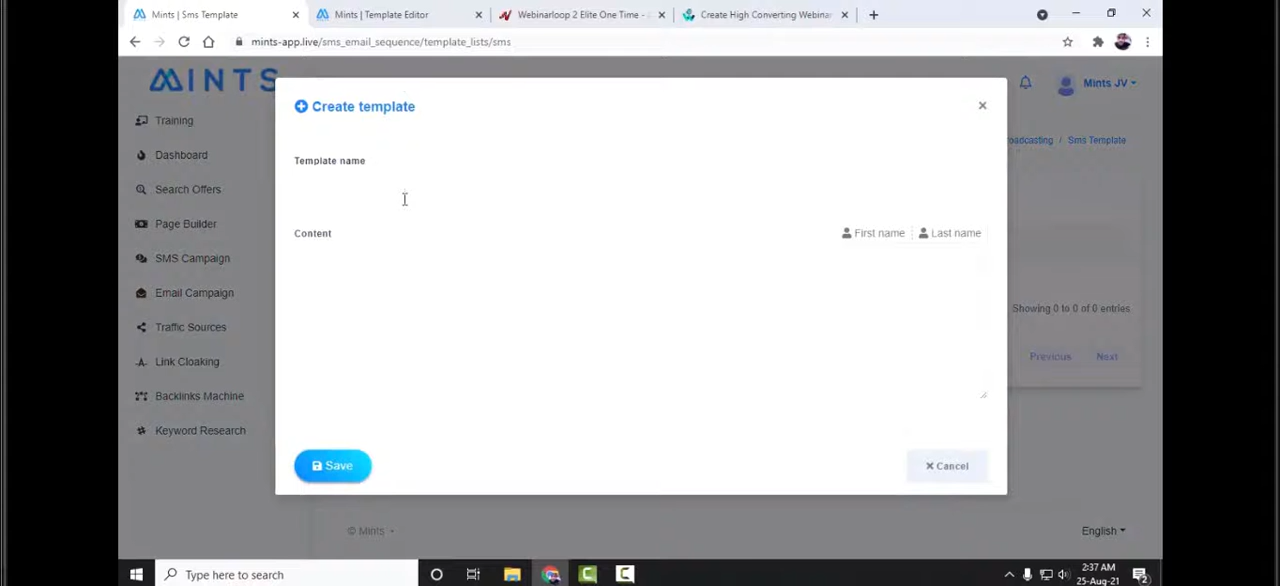 Mints | Sms Template
Mints | Template Editor
Webinarloop 2 Elite One Time -
Create High Converting Webinar
mints-app.live/sms_email_sequence/template_lists/sms
MINTS
Mints JV
Create template
roadcasting / Sms Template
Training
Dashboard
Search Offers
Page Builder
SMS Campaign
Email Campaign
Traffic Sources
Link Cloaking
Backlinks Machine
Keyword Research
Template name
Content
First name
Last name
Showing 0 to 0 of 0 entries
Previous
Next
Save
Cancel
© Mints -
English
Type here to search
2:37 AM
25-Aug-21
2